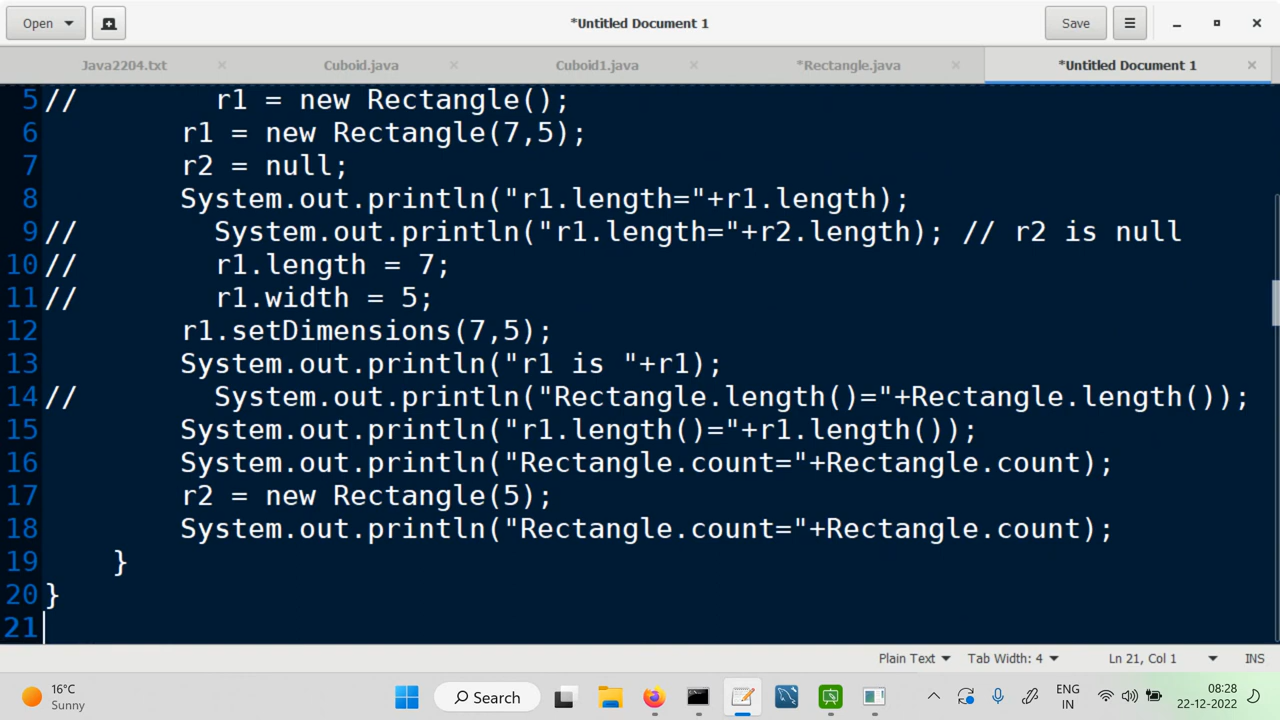 Open
*Untitled Document 1
Save
Java2204.txt
Cuboid.java
Cuboid1.java
*Rectangle.java
*Untitled Document 1
5 //        r1 = new Rectangle();
6         r1 = new Rectangle(7,5);
7         r2 = null;
8         System.out.println("r1.length="+r1.length);
9 //        System.out.println("r1.length="+r2.length); // r2 is null
10 //        r1.length = 7;
11 //        r1.width = 5;
12         r1.setDimensions(7,5);
13         System.out.println("r1 is "+r1);
14 //        System.out.println("Rectangle.length()="+Rectangle.length());
15         System.out.println("r1.length()="+r1.length());
16         System.out.println("Rectangle.count="+Rectangle.count);
17         r2 = new Rectangle(5);
18         System.out.println("Rectangle.count="+Rectangle.count);
19     }
20 }
21
Plain Text
Tab Width: 4
Ln 21, Col 1
INS
16°C
Sunny
Search
ENG
IN
08:28
22-12-2022